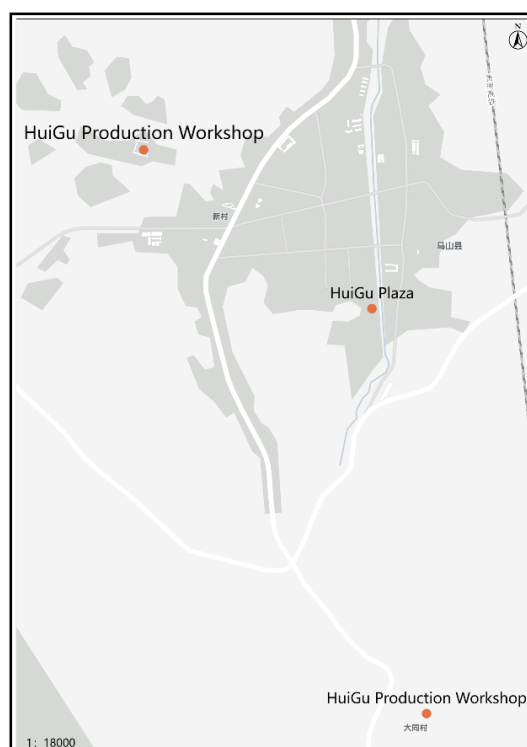 N
HuiGu Production Workshop
新村
马山县
HuiGu Plaza
HuiGu Production Workshop
大同村
1: 18000